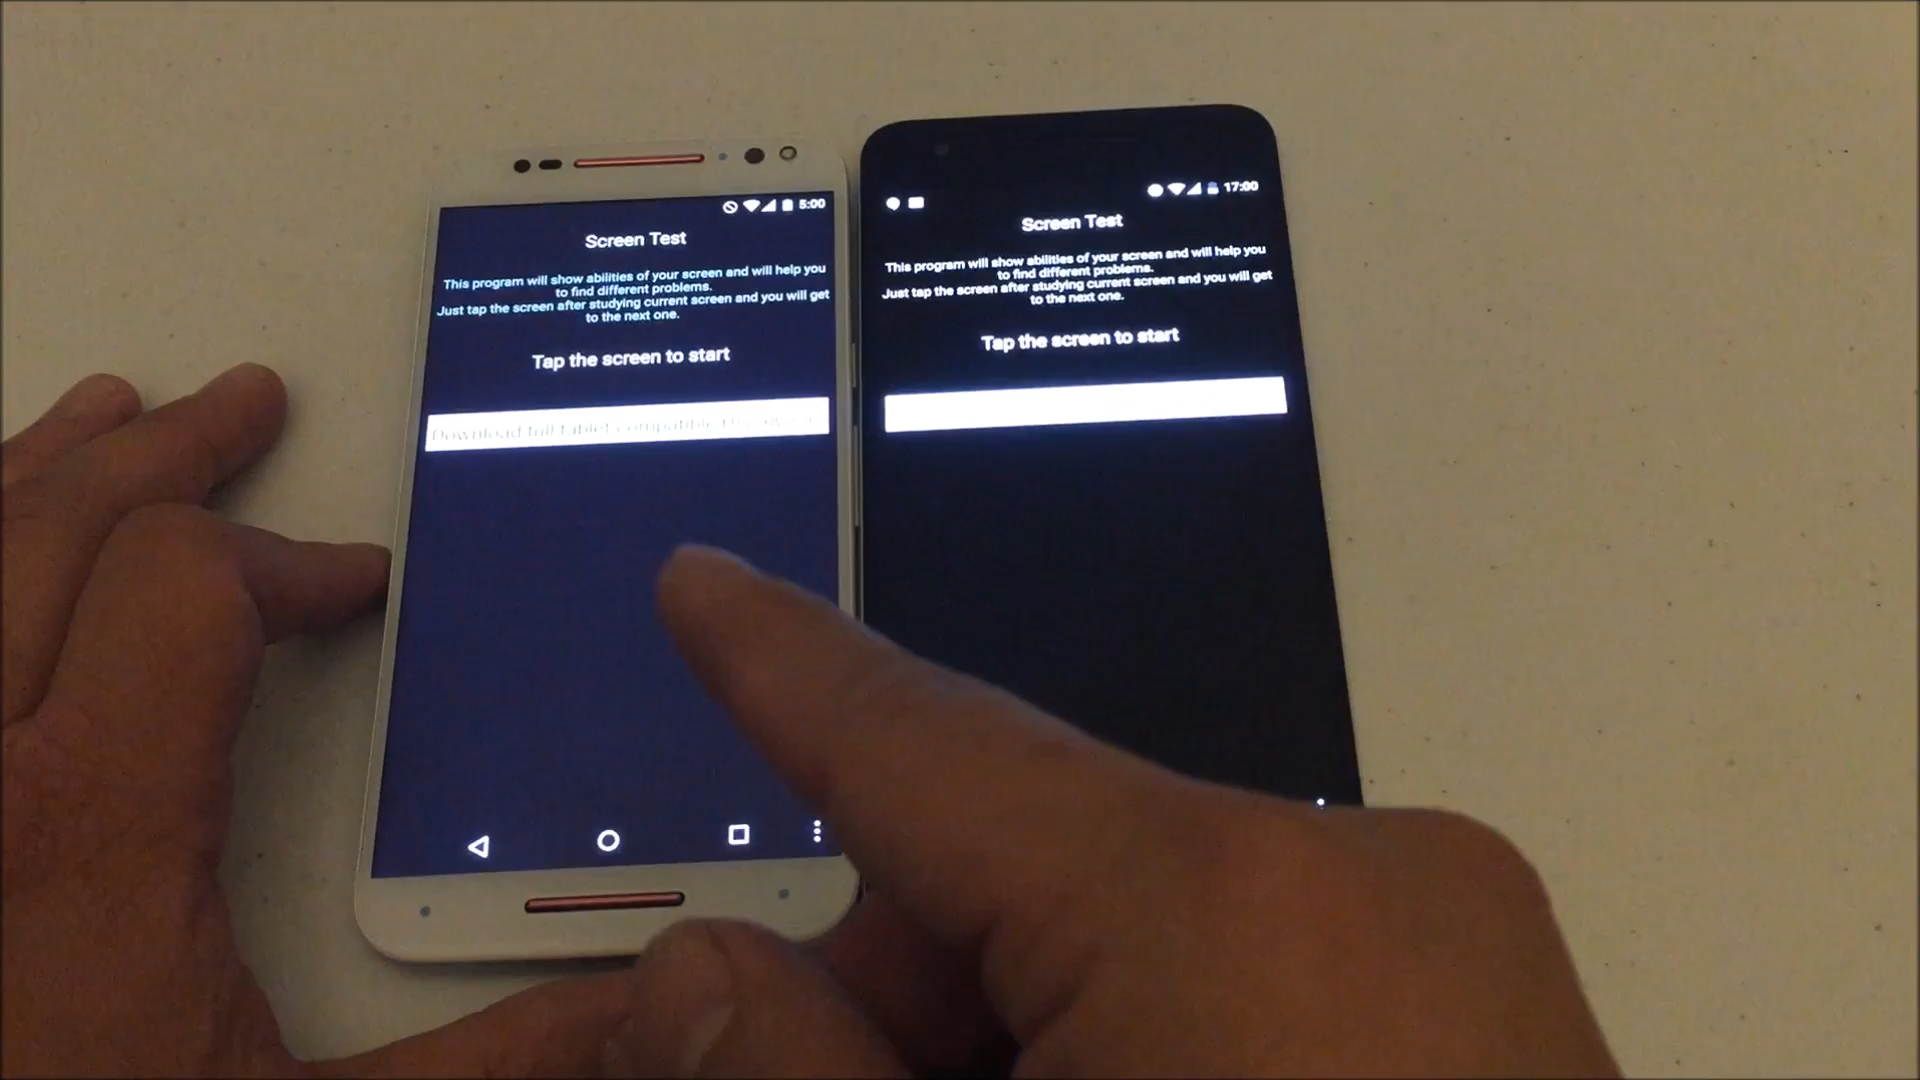 5:00
Screen Test
This program will show abilities of your screen and will help you
to find different problems.
Just tap the screen after studying current screen and you will get
to the next one.
Tap the screen to start
Download full tablet compatible
17:00
Screen Test
This program will show abilities of your screen and will help you
to find different problems.
Just tap the screen after studying current screen and you will get
to the next one.
Tap the screen to start